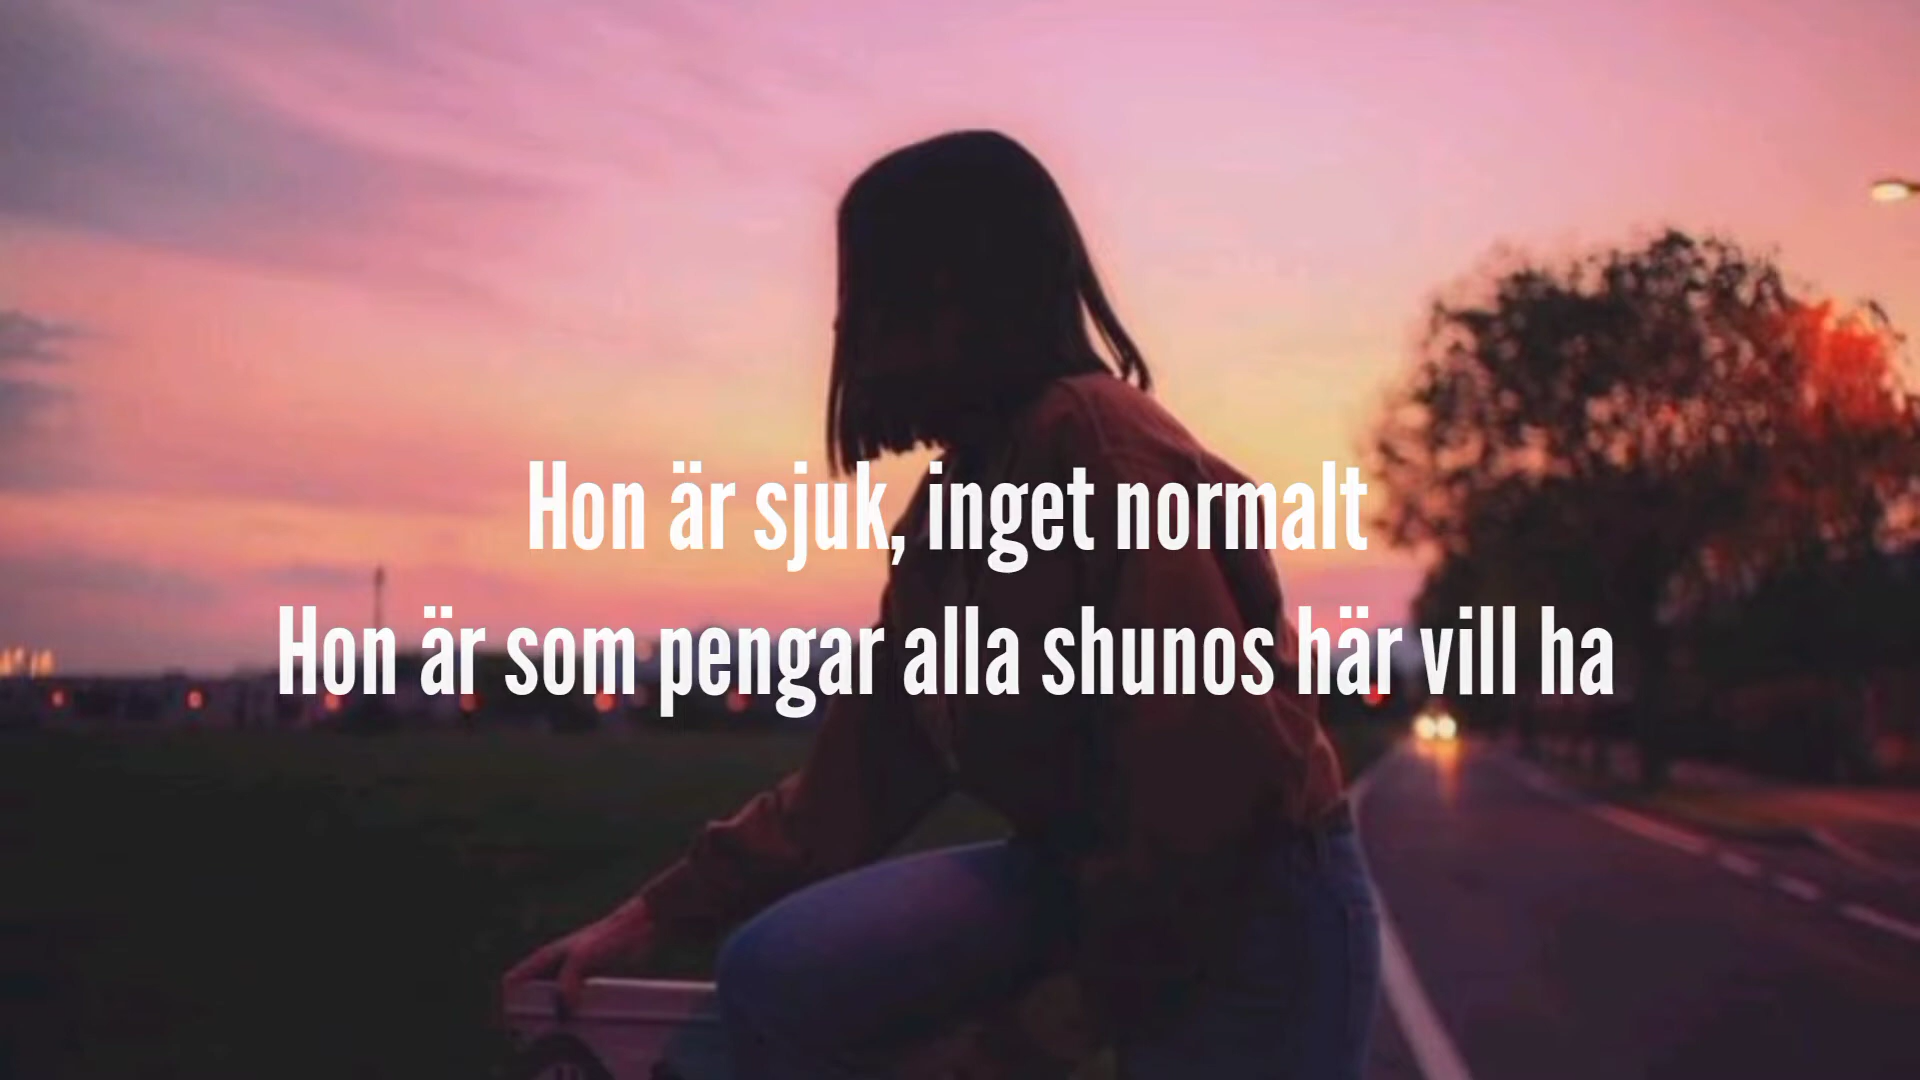 Hon är sjuk, inget normalt
Hon är som pengar alla shunos här vill ha